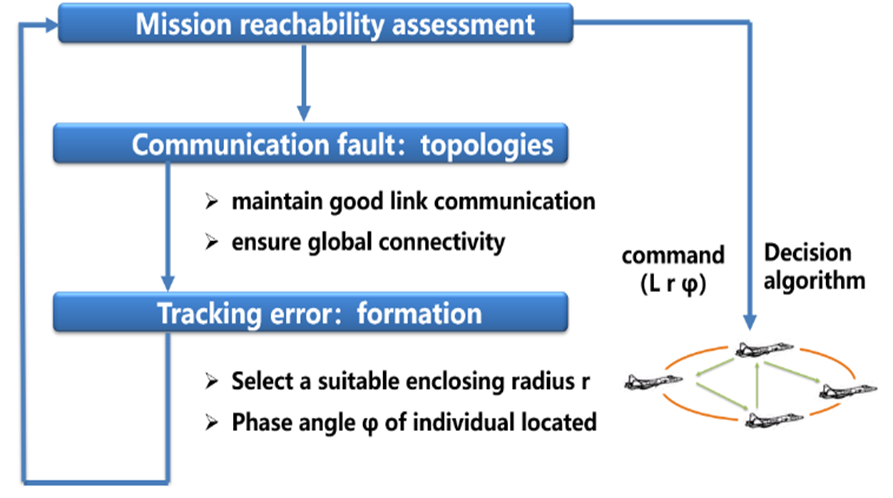 Mission reachability assessment
Communication fault: topologies
➢ maintain good link communication
➢ ensure global connectivity
command
(L r φ)
Decision
algorithm
Tracking error: formation
➢ Select a suitable enclosing radius r
➢ Phase angle φ of individual located